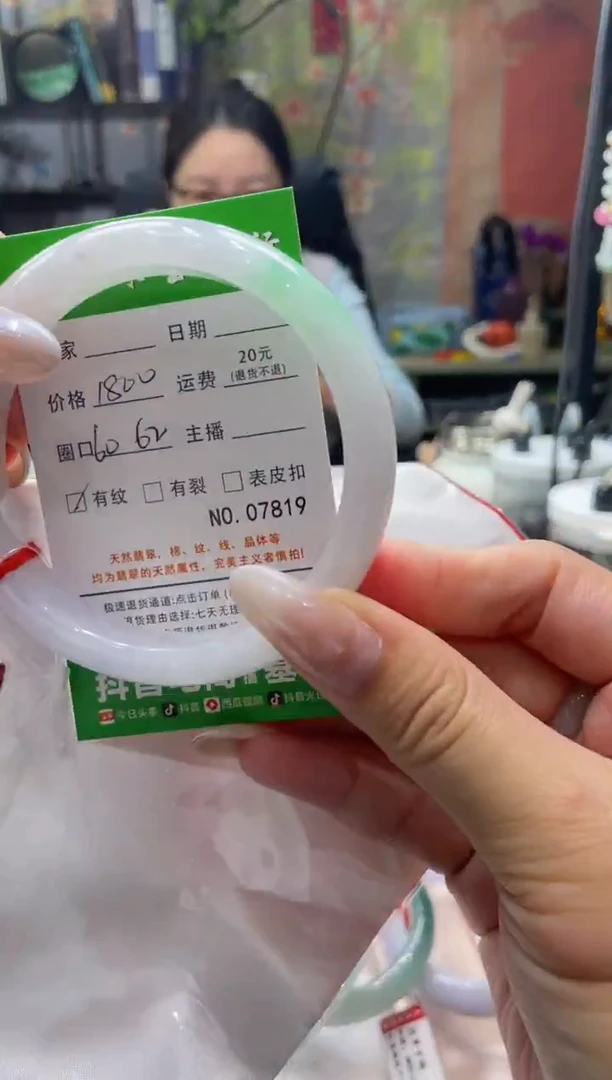 家 日期
价格 1800 运费 20元
(退货不退)
圈口 60 62 主播
有纹 有裂 表皮扣
NO. 07819
天然翡翠，棉、纹、线、晶体等
均为翡翠的天然属性，完美主义者慎拍!
极速退货通道:点击订单
退货理由选择:七天无理
抖音 基
今日头条 抖音 西瓜视频 抖音火